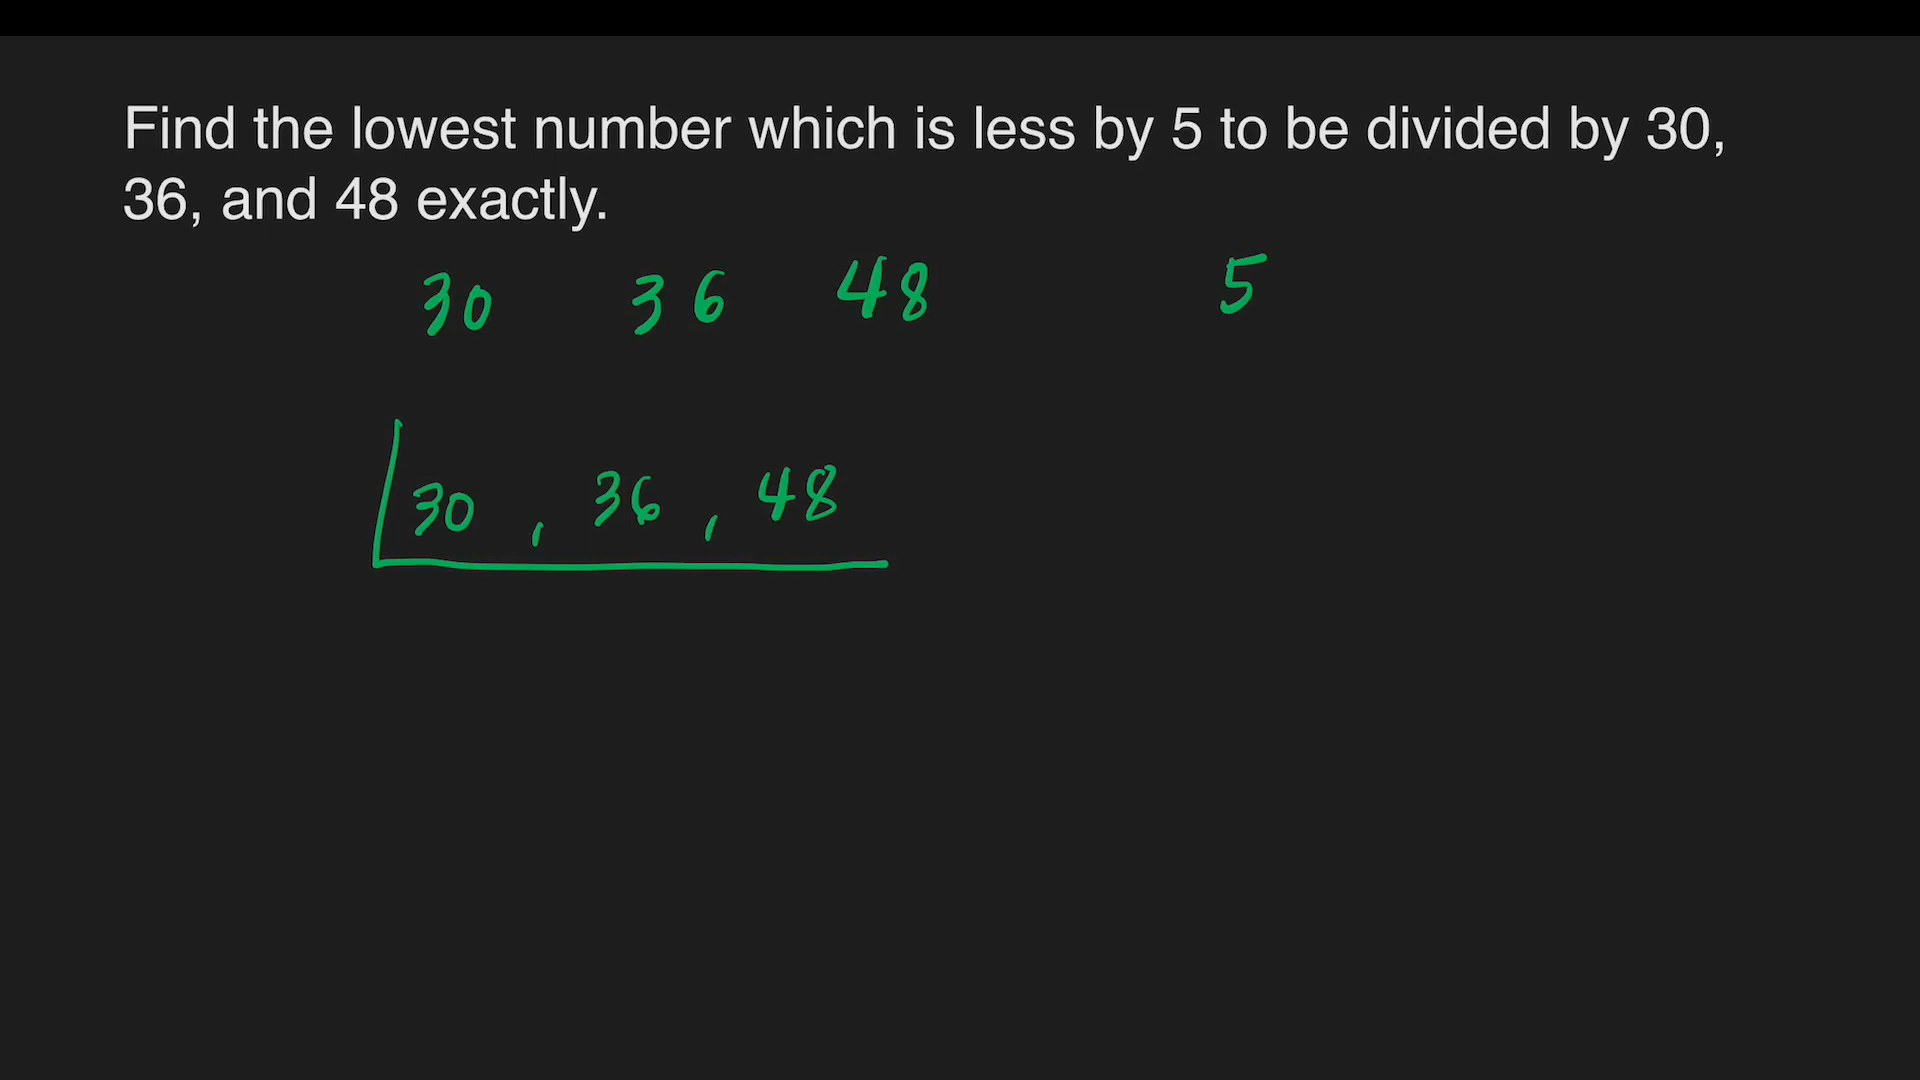 Find the lowest number which is less by 5 to be divided by 30,
36, and 48 exactly.
30 36 48 5
30 , 36 , 48